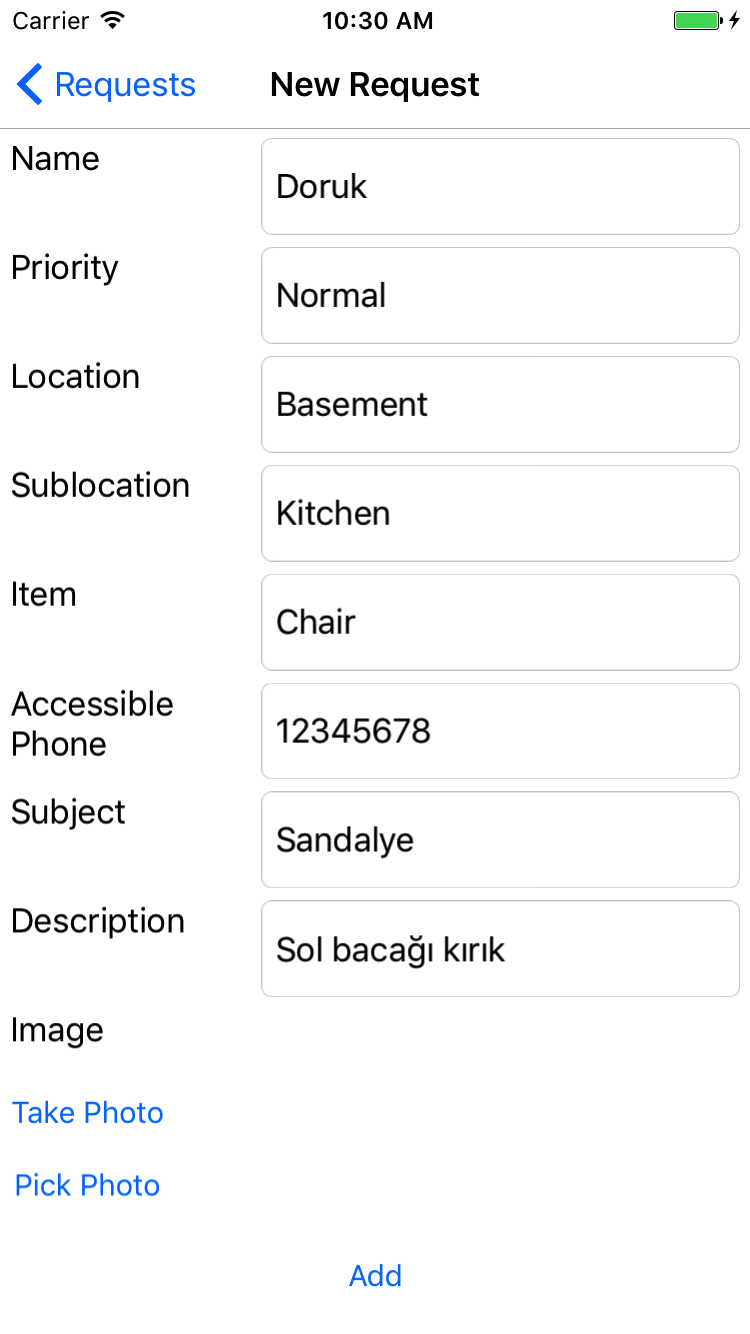 Carrier 10:30 AM
Requests New Request
Name Doruk
Priority Normal
Location Basement
Sublocation Kitchen
Item Chair
Accessible
Phone 12345678
Subject Sandalye
Description Sol bacağı kırık
Image
Take Photo
Pick Photo
Add